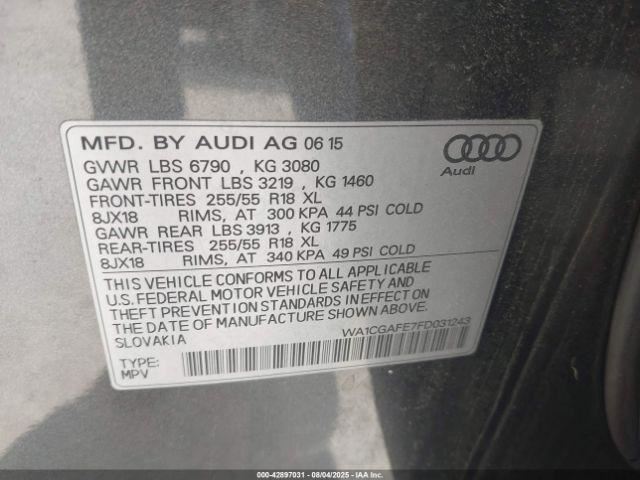 MFD. BY AUDI AG 06 15
GVWR LBS 6790 , KG 3080
GAWR FRONT LBS 3219 , KG 1460
FRONT-TIRES 255/55 R18 XL
8JX18 RIMS, AT 300 KPA 44 PSI COLD
GAWR REAR LBS 3913 , KG 1775
REAR-TIRES 255/55 R18 XL
8JX18 RIMS, AT 340 KPA 49 PSI COLD
THIS VEHICLE CONFORMS TO ALL APPLICABLE
U.S. FEDERAL MOTOR VEHICLE SAFETY AND
THEFT PREVENTION STANDARDS IN EFFECT ON
THE DATE OF MANUFACTURE SHOWN ABOVE.
SLOVAKIA
WA1CGAFE7FD031243
TYPE:
MPV
Audi
000-42897031 - 08/04/2025 - IAAI.com